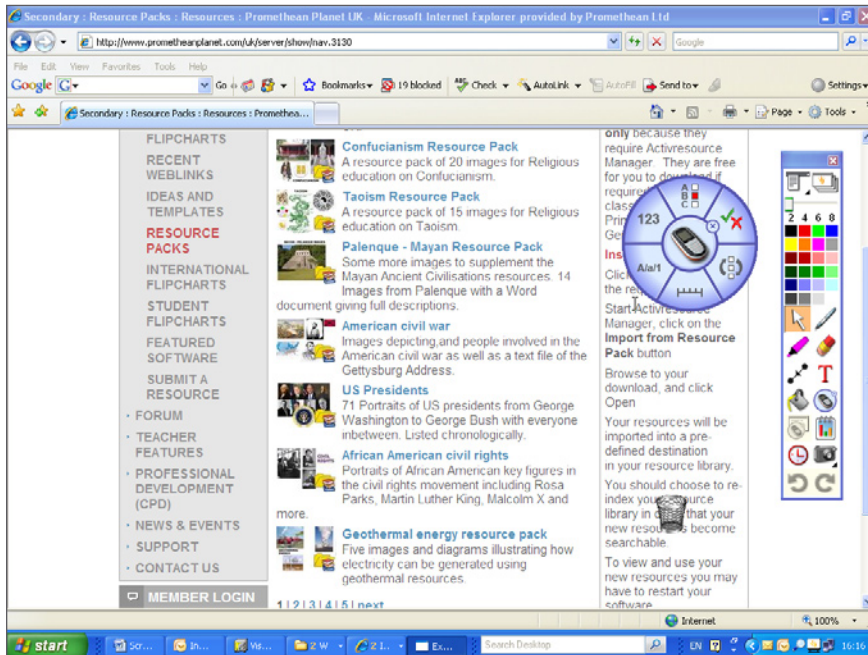 Secondary : Resource Packs : Resources : Promethean Planet UK - Microsoft Internet Explorer provided by Promethean Ltd
http://www.prometheanplanet.com/uk/server/show/nav.3130
Google
File Edit View Favorites Tools Help
Google G Go Bookmarks 19 blocked Check AutoLink AutoFill Send to Settings
Secondary : Resource Packs : Resources : Promethea...
Page Tools
FLIPCHARTS
RECENT
WEBLINKS
IDEAS AND
TEMPLATES
RESOURCE
PACKS
INTERNATIONAL
FLIPCHARTS
STUDENT
FLIPCHARTS
FEATURED
SOFTWARE
SUBMIT A
RESOURCE
FORUM
TEACHER
FEATURES
PROFESSIONAL
DEVELOPMENT
(CPD)
NEWS & EVENTS
SUPPORT
CONTACT US
MEMBER LOGIN
Confucianism Resource Pack
A resource pack of 20 images for Religious
education on Confucianism.
Taoism Resource Pack
A resource pack of 15 images for Religious
education on Taoism.
Palenque - Mayan Resource Pack
Some more images to supplement the
Mayan Ancient Civilisations resources. 14
Images from Palenque with a Word
document giving full descriptions.
American civil war
Images depicting,and people involved in the
American civil war as well as a text file of the
Gettysburg Address.
US Presidents
71 Portraits of US presidents from George
Washington to George Bush with everyone
inbetween. Listed chronologically.
African American civil rights
Portraits of African American key figures in
the civil rights movement including Rosa
Parks, Martin Luther King, Malcolm X and
more.
Geothermal energy resource pack
Five images and diagrams illustrating how
electricity can be generated using
geothermal resources.
1 | 2 | 3 | 4 | 5 | next
only because they
require Activresource
Manager. They are free
for you to download if
A
B
C
123
A/a/1
the
Start Activresource
Manager, click on the
Import from Resource
Pack button
Browse to your
download, and click
Open
Your resources will be
imported into a pre-
defined destination
in your resource library.
You should choose to re-
index your
library in that your
new become
searchable.
To view and use your
new resources you may
have to restart your
software.
2 4 6 8
T
Internet 100%
start Scr... In... Vis... 2 W 2 I.. Ex... Search Desktop EN 16:16